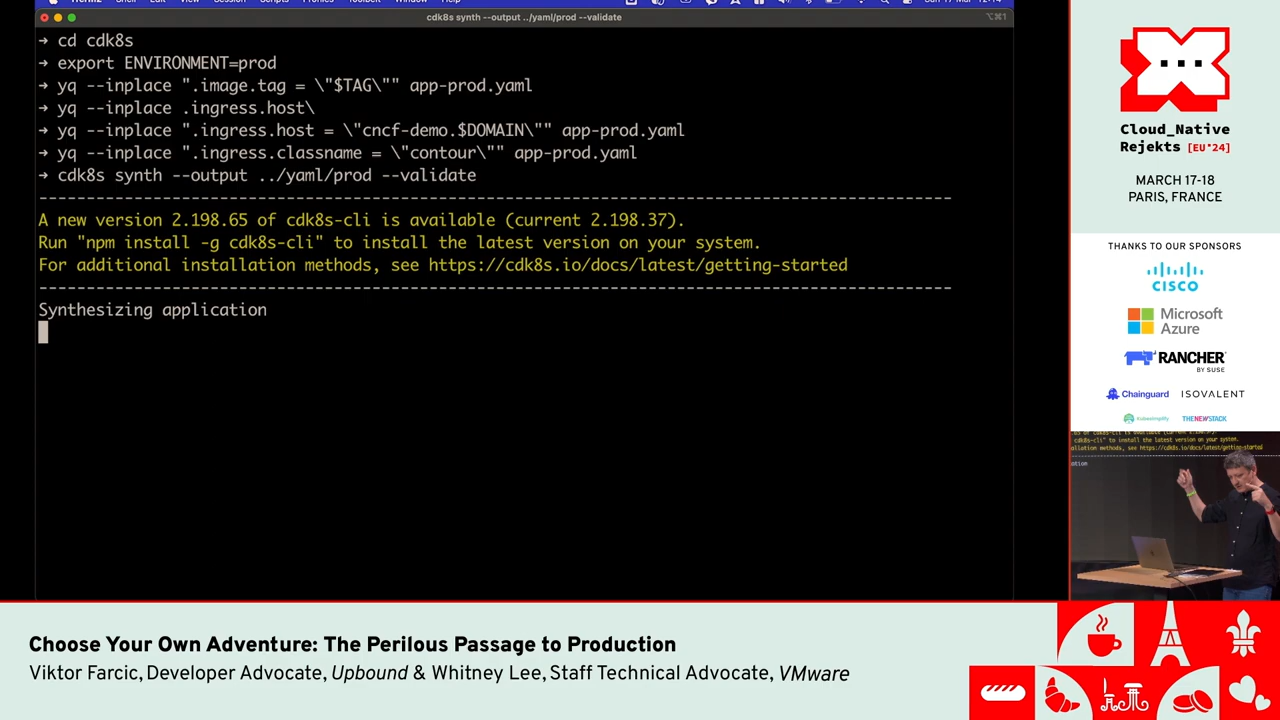 cdk8s synth --output ../yaml/prod --validate
⌥⌘1
→ cd cdk8s
→ export ENVIRONMENT=prod
→ yq --inplace ".image.tag = \"$TAG\"" app-prod.yaml
→ yq --inplace .ingress.host\
→ yq --inplace ".ingress.host = \"cncf-demo.$DOMAIN\"" app-prod.yaml
→ yq --inplace ".ingress.classname = \"contour\"" app-prod.yaml
→ cdk8s synth --output ../yaml/prod --validate
--------------------------------------------------------------------------------
A new version 2.198.65 of cdk8s-cli is available (current 2.198.37).
Run "npm install -g cdk8s-cli" to install the latest version on your system.
For additional installation methods, see https://cdk8s.io/docs/latest/getting-started
--------------------------------------------------------------------------------
Synthesizing application
Cloud_Native
Rejekts [EU'24]
MARCH 17-18
PARIS, FRANCE
THANKS TO OUR SPONSORS
CISCO
Microsoft
Azure
RANCHER
BY SUSE
Chainguard
ISOVALENT
Kubesimplify
THENEWSTACK
Choose Your Own Adventure: The Perilous Passage to Production
Viktor Farcic, Developer Advocate, Upbound & Whitney Lee, Staff Technical Advocate, VMware